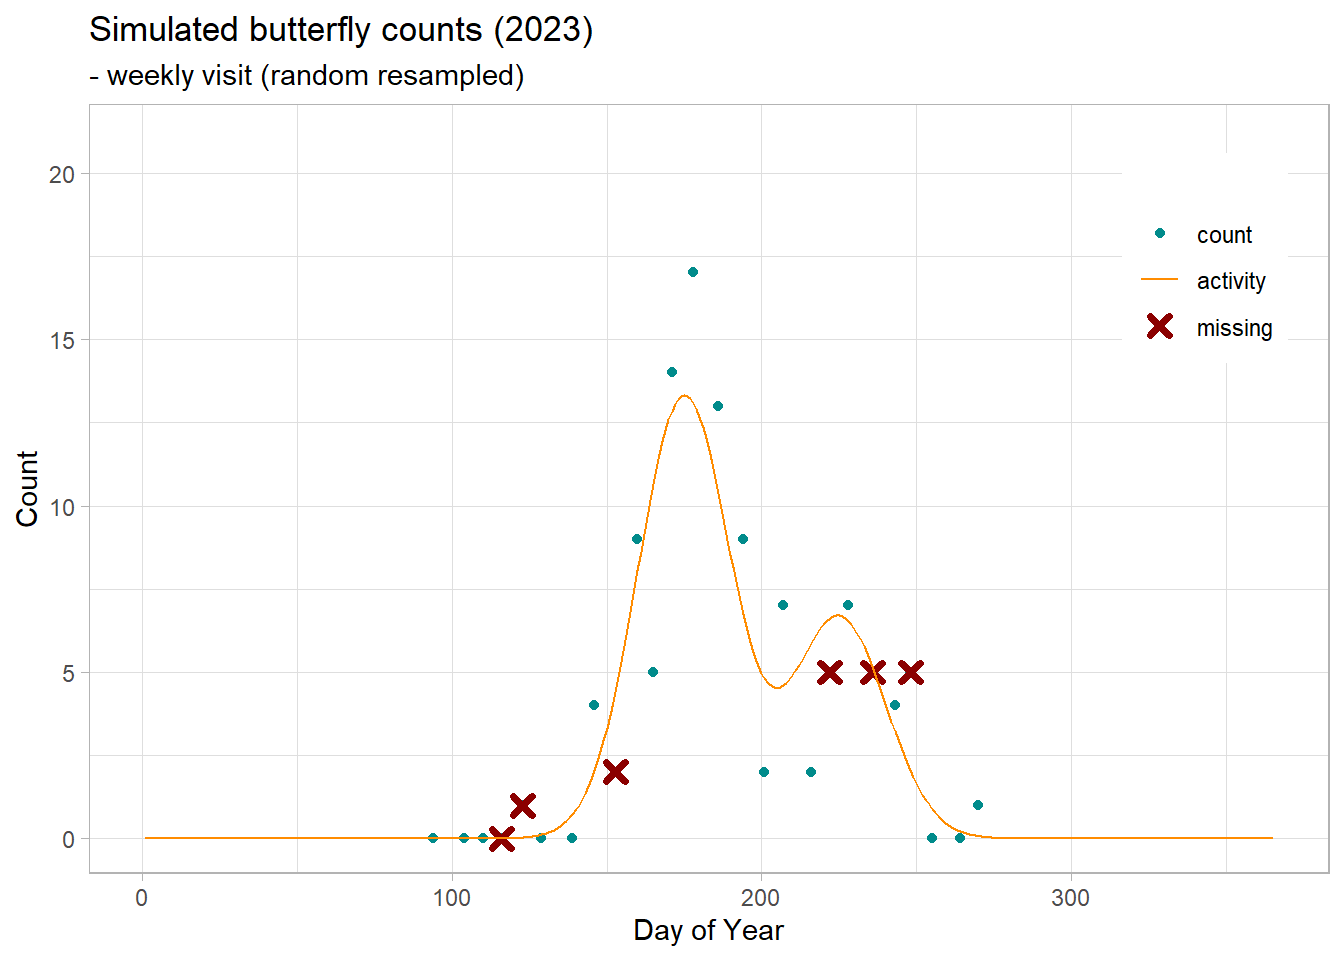 Simulated butterfly counts (2023)
- weekly visit (random resampled)
20
15
10
5
0
Count
count
activity
missing
0 100 200 300
Day of Year